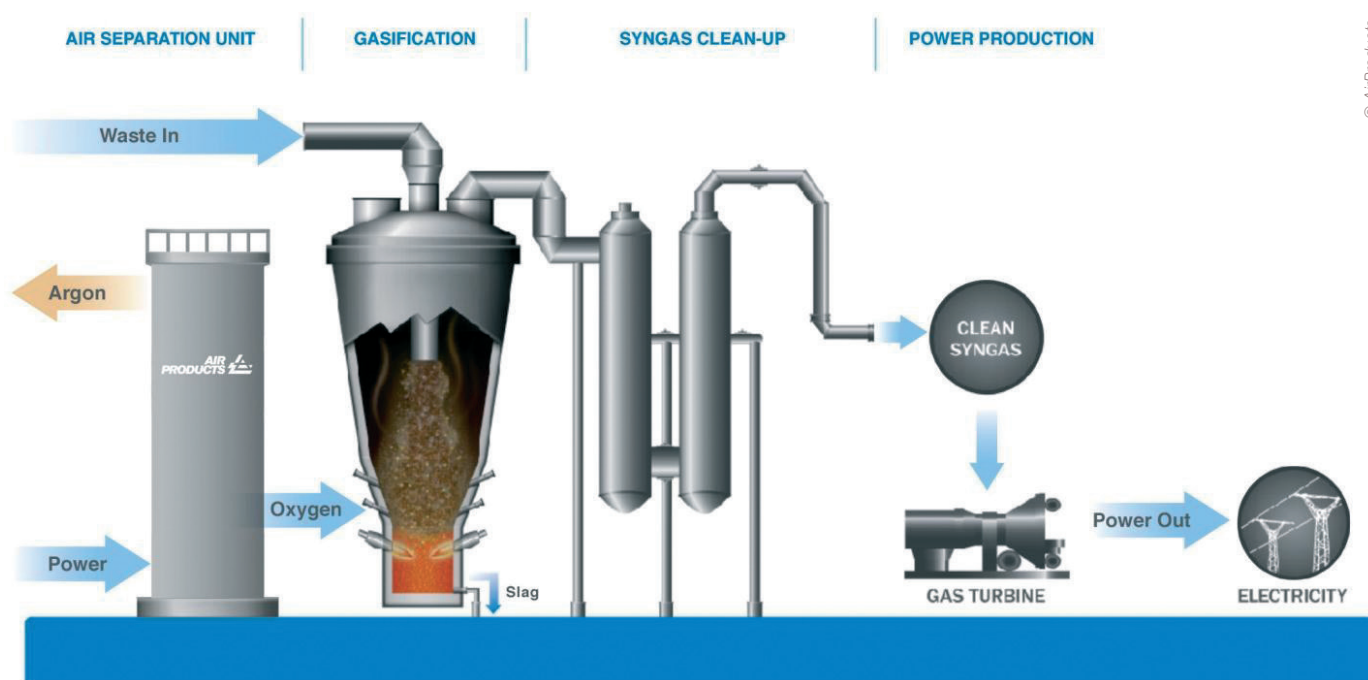 AIR SEPARATION UNIT
GASIFICATION
SYNGAS CLEAN-UP
POWER PRODUCTION
© AirProducts
Waste In
Argon
AIR
PRODUCTS
CLEAN
SYNGAS
Oxygen
Power
Slag
Power Out
GAS TURBINE
ELECTRICITY